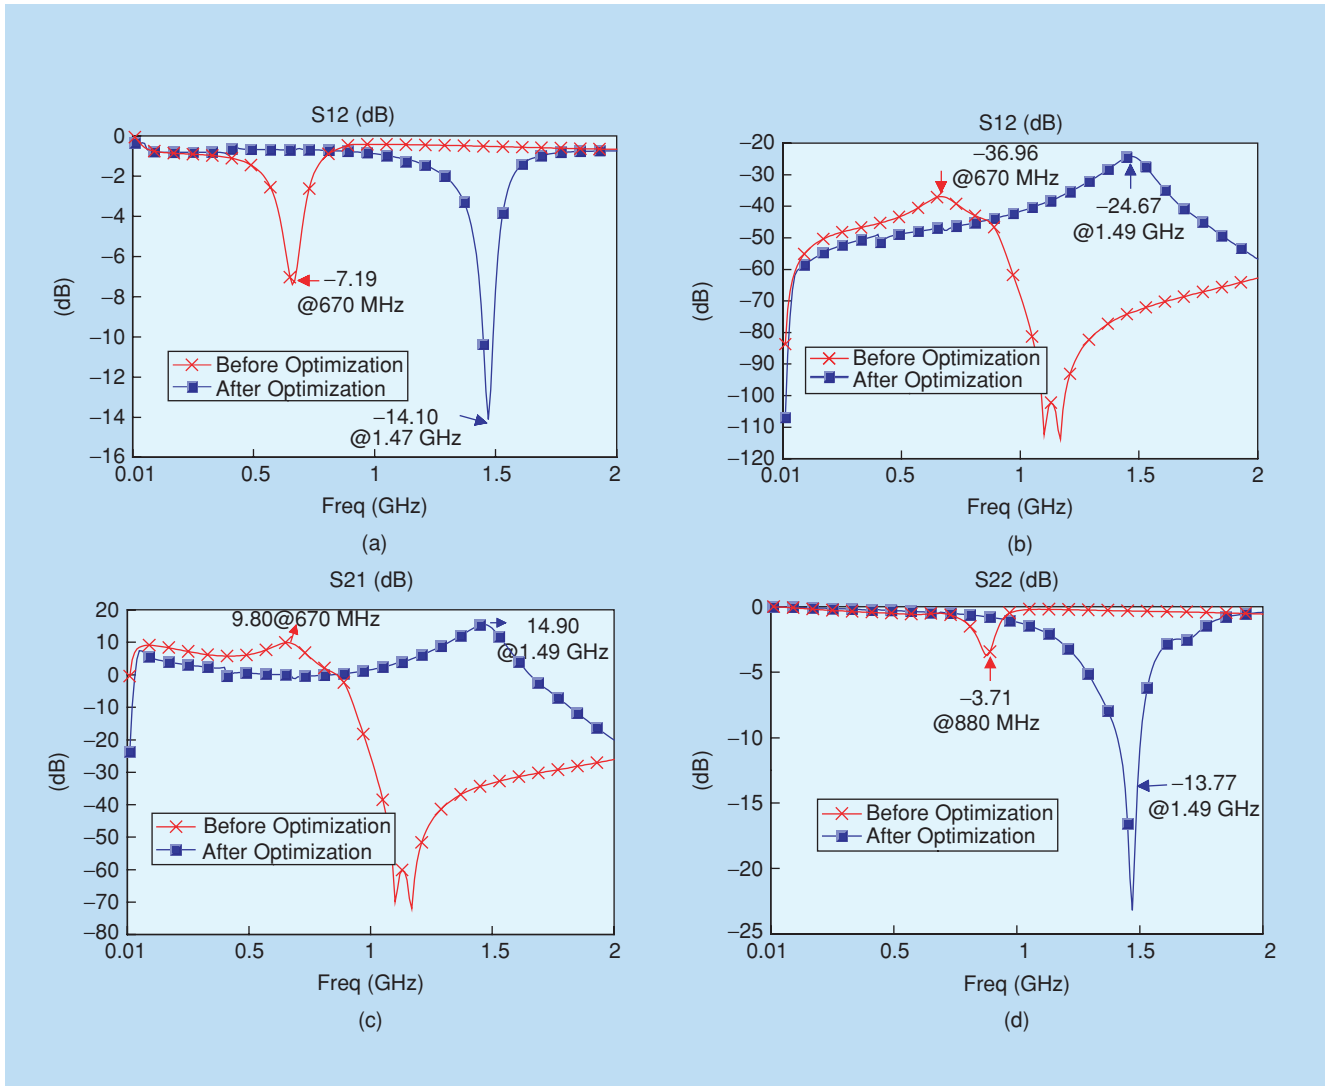 S12 (dB)
0
−2
−4
−6
−8
−10
−12
−14
−16
(dB)
−7.19
@670 MHz
Before Optimization
After Optimization
−14.10
@1.47 GHz
0.01
0.5
1
1.5
2
Freq (GHz)
(a)
S12 (dB)
−20
−30
−40
−50
−60
−70
−80
−90
−100
−110
−120
(dB)
−36.96
@670 MHz
−24.67
@1.49 GHz
Before Optimization
After Optimization
0.01
0.5
1
1.5
2
Freq (GHz)
(b)
S21 (dB)
20
10
0
−10
−20
−30
−40
−50
−60
−70
−80
(dB)
9.80@670 MHz
14.90
@1.49 GHz
Before Optimization
After Optimization
0.01
0.5
1
1.5
2
Freq (GHz)
(c)
S22 (dB)
0
−5
−10
−15
−20
−25
(dB)
−3.71
@880 MHz
−13.77
@1.49 GHz
Before Optimization
After Optimization
0.01
0.5
1
1.5
2
Freq (GHz)
(d)